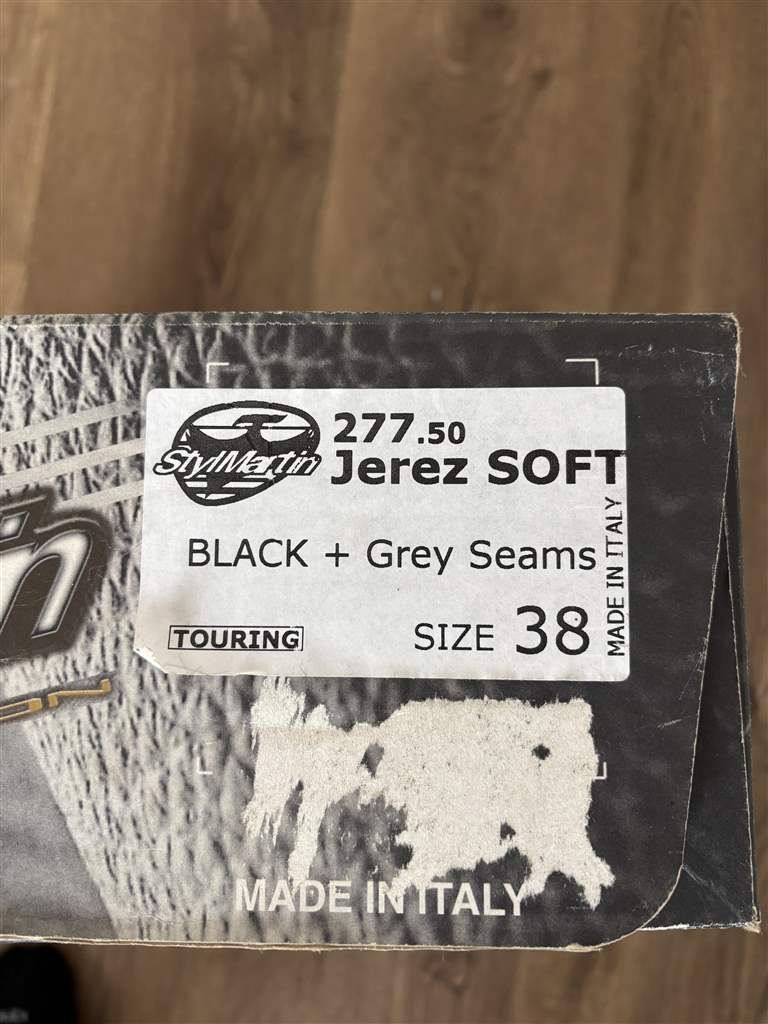 StylMartin
277.50
Jerez SOFT
BLACK + Grey Seams
TOURING
SIZE 38
MADE IN ITALY
MADE IN ITALY